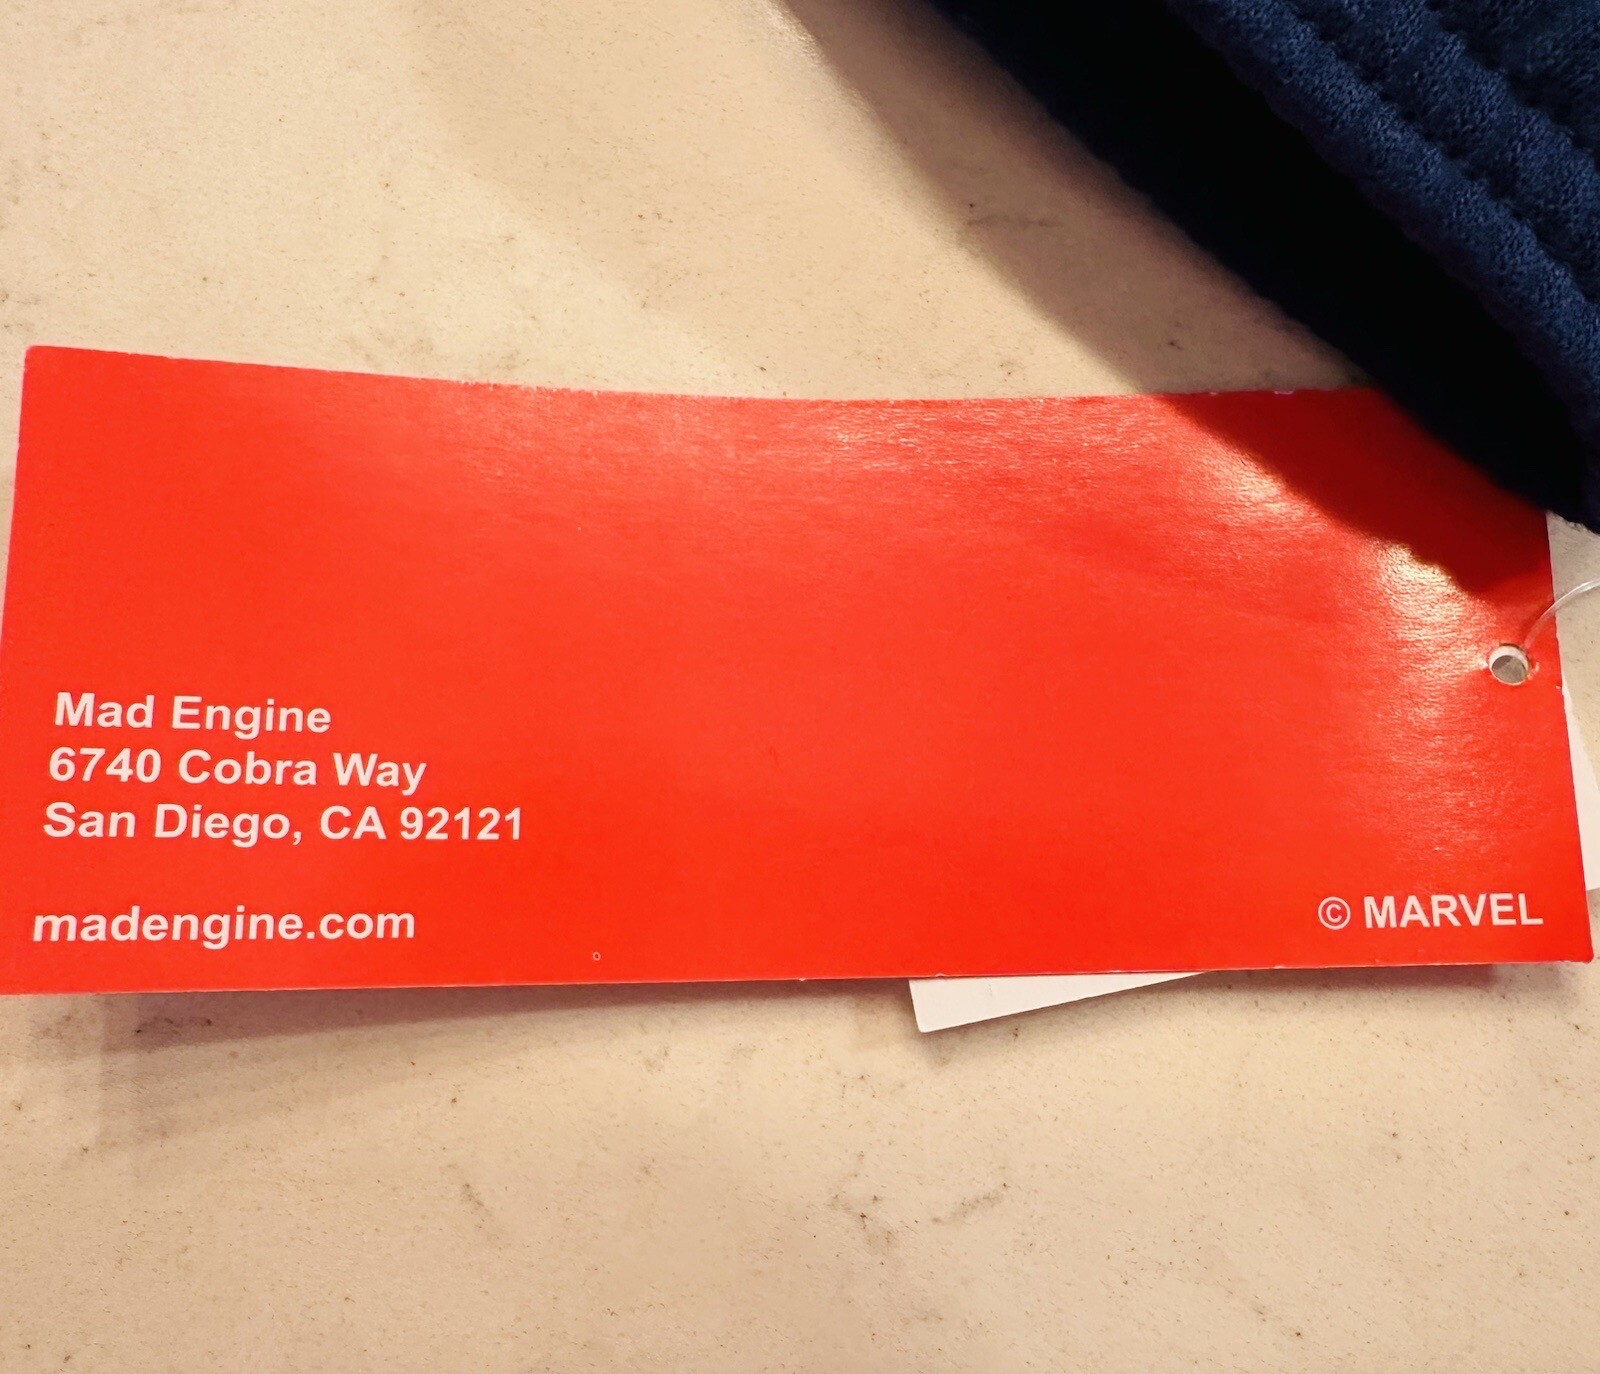 Mad Engine
6740 Cobra Way
San Diego, CA 92121
madengine.com
© MARVEL